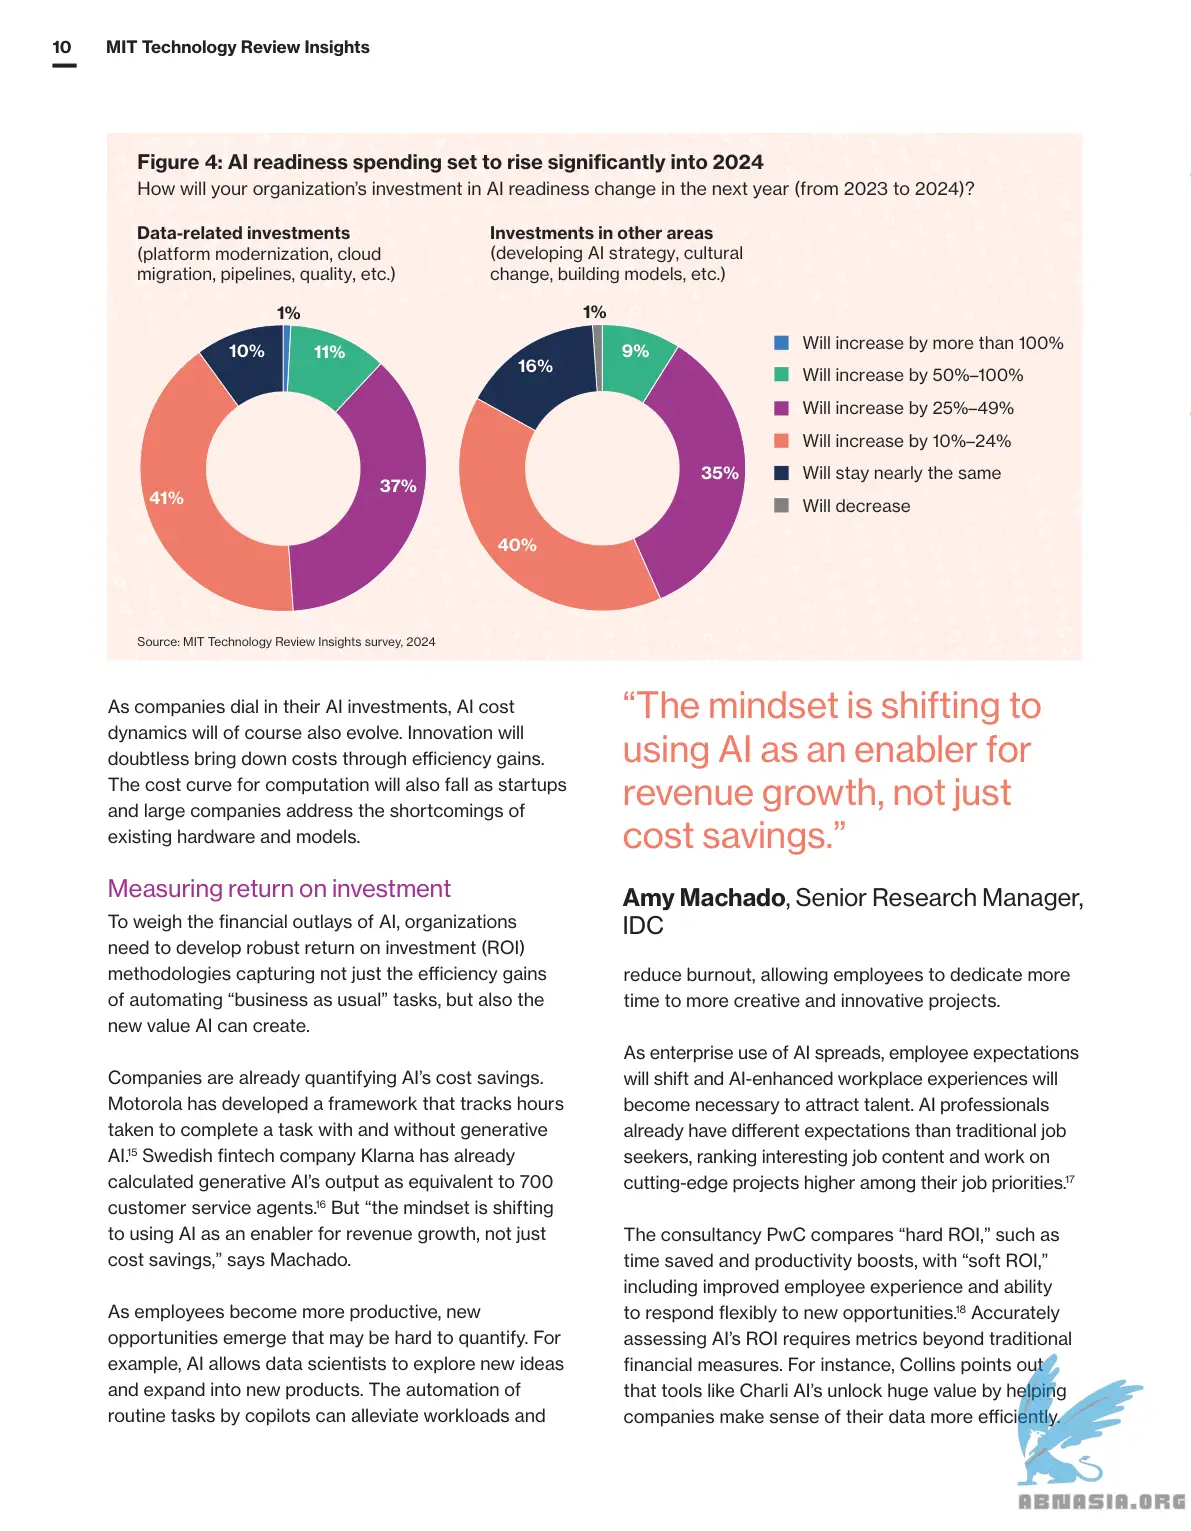 10 MIT Technology Review Insights
Figure 4: AI readiness spending set to rise significantly into 2024
How will your organization's investment in AI readiness change in the next year (from 2023 to 2024)?
Data-related investments
(platform modernization, cloud
migration, pipelines, quality, etc.)
1%
10%
11%
37%
41%
Investments in other areas
(developing AI strategy, cultural
change, building models, etc.)
1%
16%
9%
35%
40%
Will increase by more than 100%
Will increase by 50%–100%
Will increase by 25%–49%
Will increase by 10%–24%
Will stay nearly the same
Will decrease
Source: MIT Technology Review Insights survey, 2024
As companies dial in their AI investments, AI cost
dynamics will of course also evolve. Innovation will
doubtless bring down costs through efficiency gains.
The cost curve for computation will also fall as startups
and large companies address the shortcomings of
existing hardware and models.
Measuring return on investment
To weigh the financial outlays of AI, organizations
need to develop robust return on investment (ROI)
methodologies capturing not just the efficiency gains
of automating “business as usual” tasks, but also the
new value AI can create.
Companies are already quantifying AI's cost savings.
Motorola has developed a framework that tracks hours
taken to complete a task with and without generative
AI.¹⁵ Swedish fintech company Klarna has already
calculated generative AI's output as equivalent to 700
customer service agents.¹⁶ But “the mindset is shifting
to using AI as an enabler for revenue growth, not just
cost savings,” says Machado.
As employees become more productive, new
opportunities emerge that may be hard to quantify. For
example, AI allows data scientists to explore new ideas
and expand into new products. The automation of
routine tasks by copilots can alleviate workloads and
“The mindset is shifting to
using AI as an enabler for
revenue growth, not just
cost savings.”
Amy Machado, Senior Research Manager,
IDC
reduce burnout, allowing employees to dedicate more
time to more creative and innovative projects.
As enterprise use of AI spreads, employee expectations
will shift and AI-enhanced workplace experiences will
become necessary to attract talent. AI professionals
already have different expectations than traditional job
seekers, ranking interesting job content and work on
cutting-edge projects higher among their job priorities.¹⁷
The consultancy PwC compares “hard ROI,” such as
time saved and productivity boosts, with “soft ROI,”
including improved employee experience and ability
to respond flexibly to new opportunities.¹⁸ Accurately
assessing AI's ROI requires metrics beyond traditional
financial measures. For instance, Collins points out
that tools like Charli AI's unlock huge value by helping
companies make sense of their data more efficiently.
ABNASIA.ORG